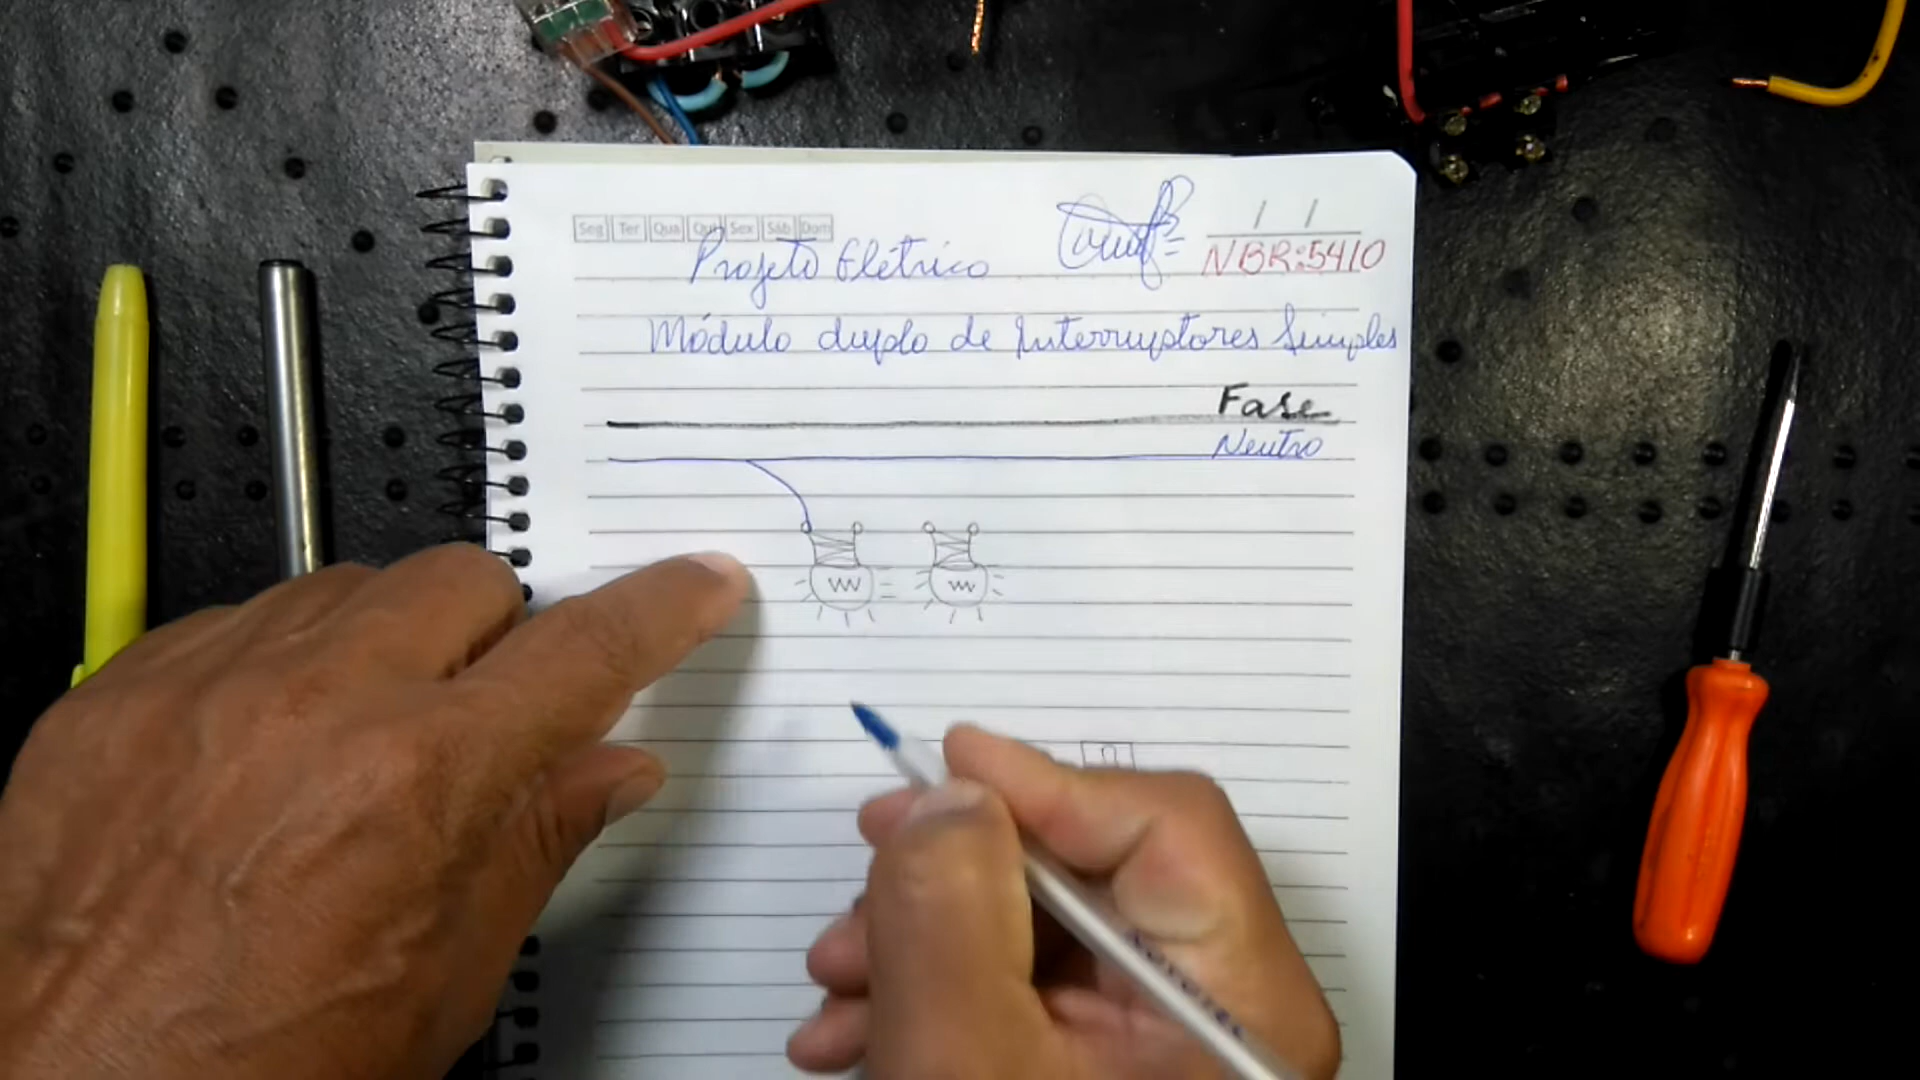 Seg Ter Qua Qui Sex Sáb Dom
/ /
Projeto Elétrico
NBR:5410
Módulo duplo de Interruptores Simples
Fase
Neutro